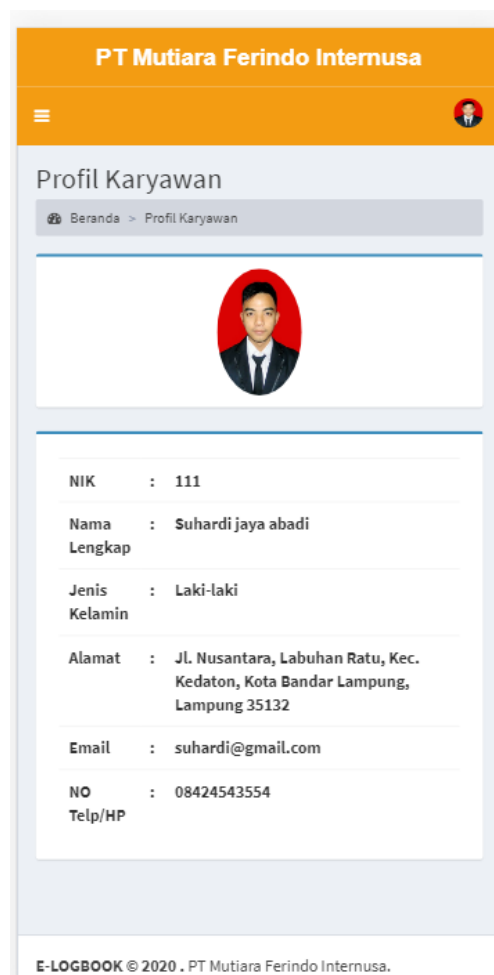 PT Mutiara Ferindo Internusa
Profil Karyawan
Beranda > Profil Karyawan
NIK : 111
Nama : Suhardi jaya abadi
Lengkap
Jenis : Laki-laki
Kelamin
Alamat : Jl. Nusantara, Labuhan Ratu, Kec.
Kedaton, Kota Bandar Lampung,
Lampung 35132
Email : suhardi@gmail.com
NO : 08424543554
Telp/HP
E-LOGBOOK © 2020 . PT Mutiara Ferindo Internusa.